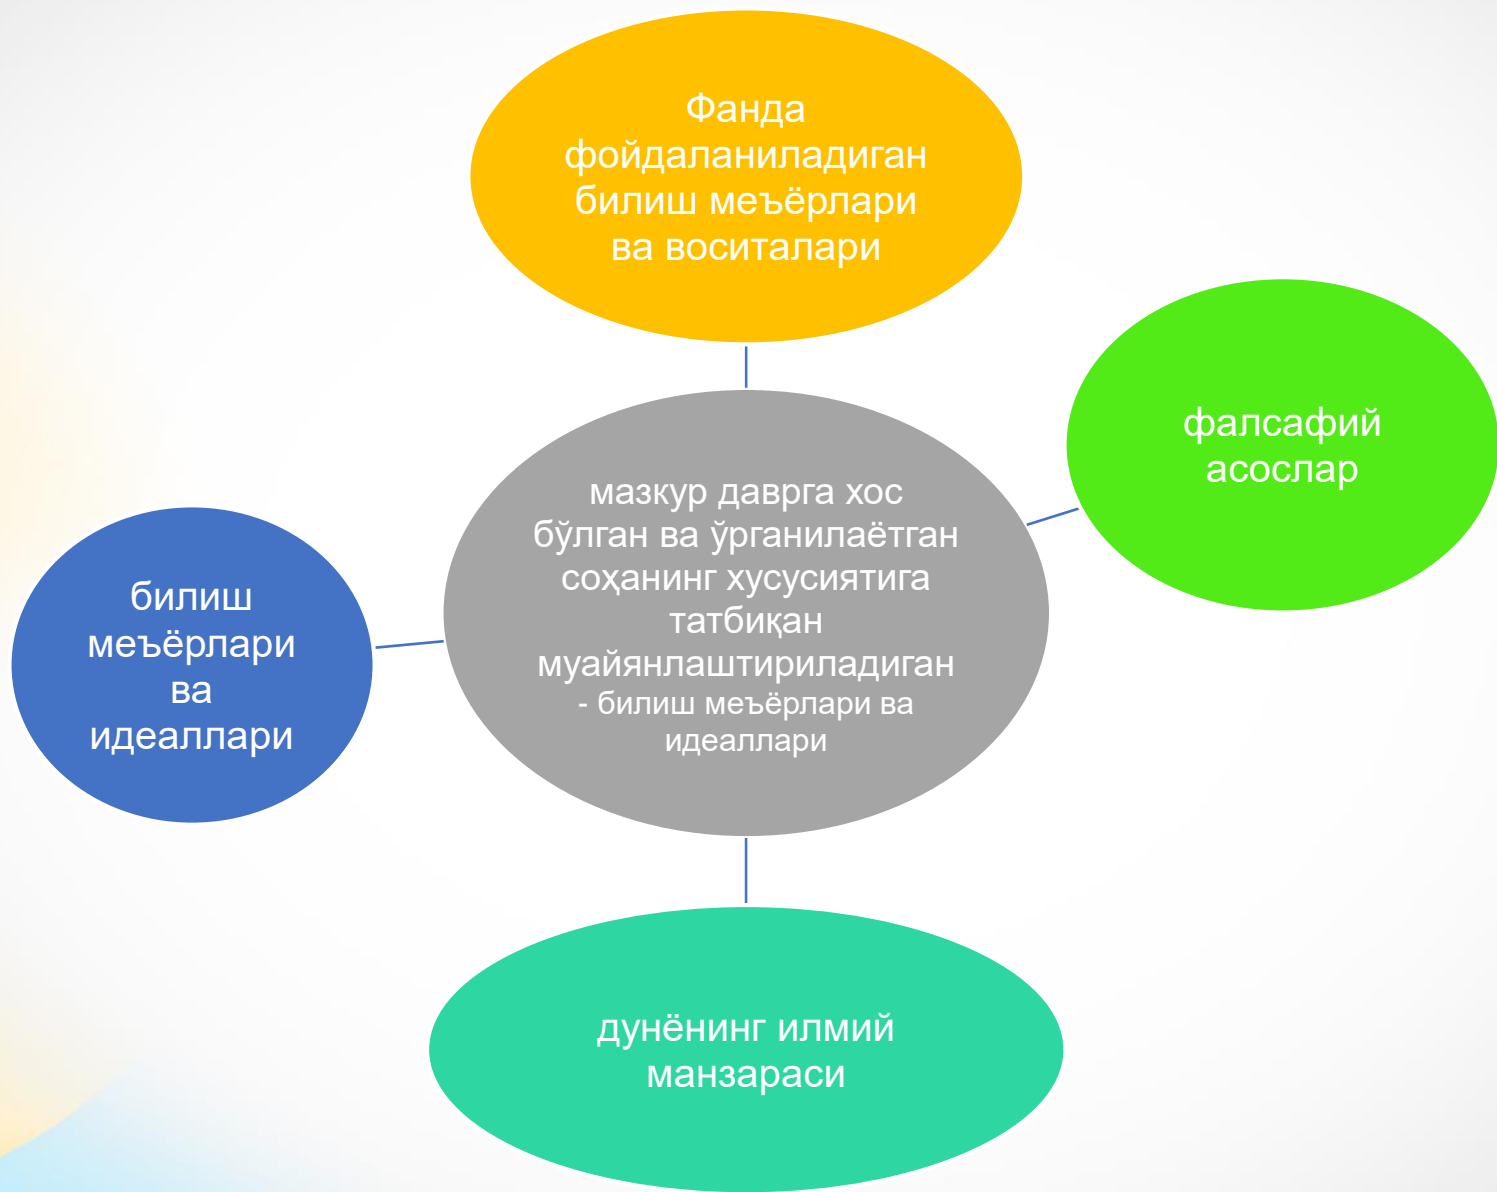 Фанда
фойдаланиладиган
билиш меъёрлари
ва воситалари
фалсафий
асослар
мазкур даврга хос
бўлган ва ўрганилаётган
соҳанинг хусусиятига
татбиқан
муайянлаштириладиган
- билиш меъёрлари ва
идеаллари
билиш
меъёрлари
ва
идеаллари
дунёнинг илмий
манзараси